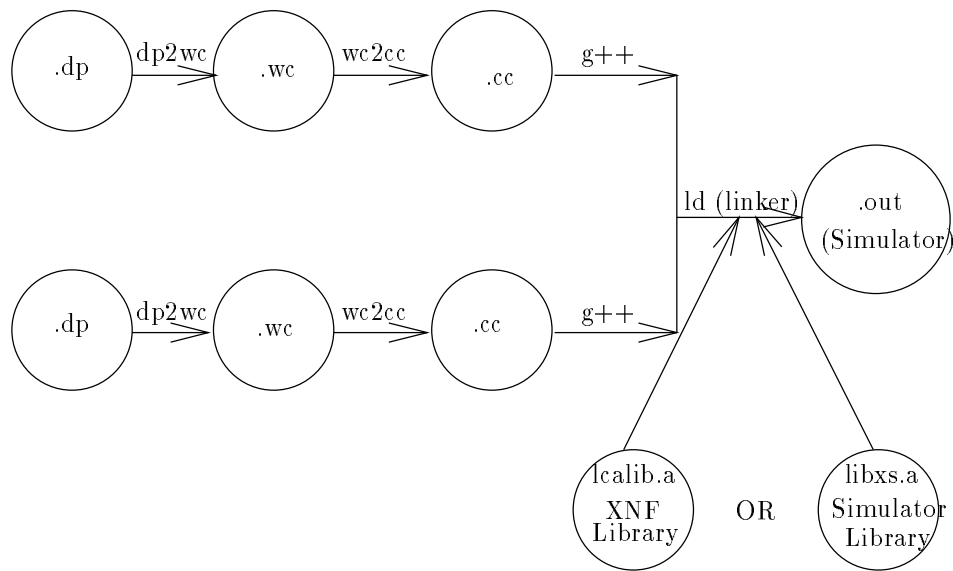 .dp
dp2wc
.wc
wc2cc
.cc
g++
ld (linker)
.out
(Simulator)
.dp
dp2wc
.wc
wc2cc
.cc
g++
lcalib.a
XNF
Library
OR
libxs.a
Simulator
Library